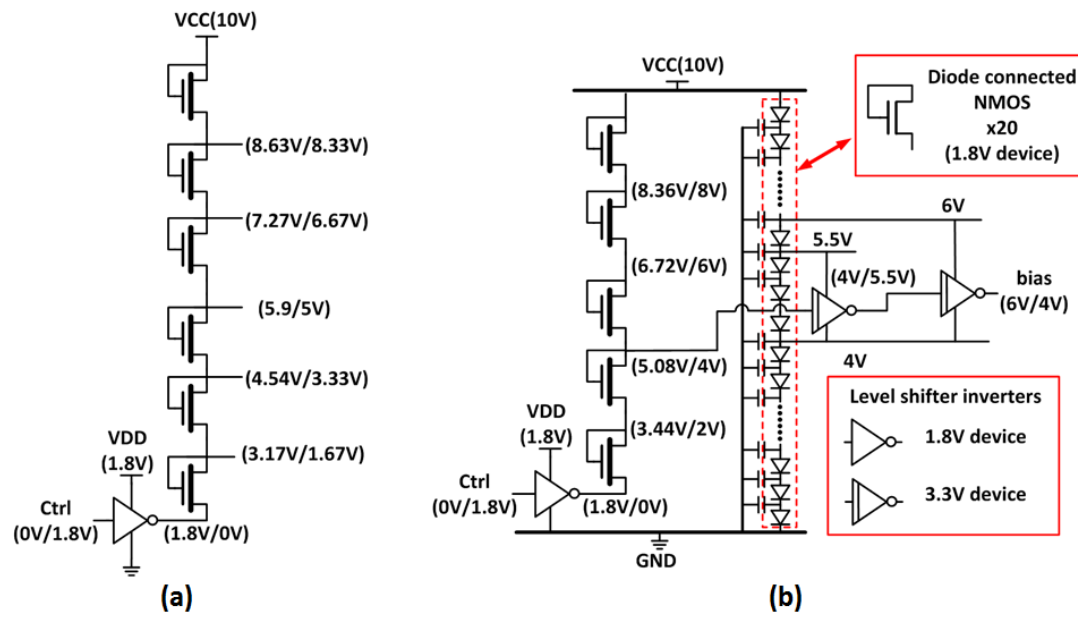 VCC(10V)
(8.63V/8.33V)
(7.27V/6.67V)
(5.9/5V)
(4.54V/3.33V)
VDD
(1.8V)
(3.17V/1.67V)
Ctrl
(0V/1.8V)
(1.8V/0V)
(a)
VCC(10V)
Diode connected
NMOS
x20
(1.8V device)
(8.36V/8V)
6V
5.5V
(6.72V/6V)
(4V/5.5V)
bias
(6V/4V)
(5.08V/4V)
4V
VDD
(1.8V)
(3.44V/2V)
Ctrl
(0V/1.8V)
(1.8V/0V)
Level shifter inverters
1.8V device
3.3V device
GND
(b)